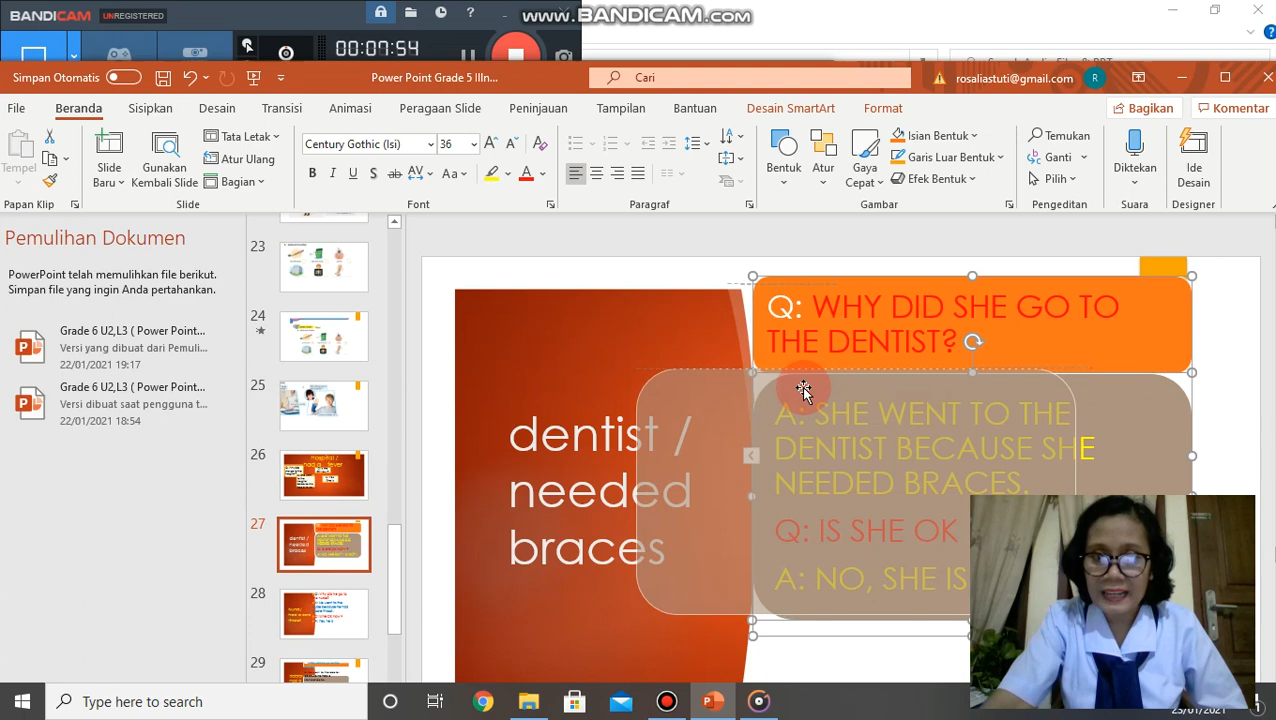 BANDICAM UNREGISTERED
www.BANDICAM.com
00:07:54
Simpan Otomatis
Power Point Grade 5 IIIn...
Cari
rosaliastuti@gmail.com
R
File
Beranda
Sisipkan
Desain
Transisi
Animasi
Peragaan Slide
Peninjauan
Tampilan
Bantuan
Desain SmartArt
Format
Bagikan
Komentar
Tempel
Slide Baru
Gunakan Kembali Slide
Tata Letak
Atur Ulang
Bagian
Century Gothic (Isi)
36
Bentuk
Atur
Gaya Cepat
Isian Bentuk
Garis Luar Bentuk
Efek Bentuk
Temukan
Ganti
Pilih
Diktekan
Ide Desain
Papan Klip
Slide
Font
Paragraf
Gambar
Pengeditan
Suara
Designer
Pemulihan Dokumen
PowerPoint telah memulihkan file berikut.
Simpan file yang ingin Anda pertahankan.
Grade 6 U2,L3 ( Power Point...
Versi yang dibuat dari Pemuli...
22/01/2021 19:17
Grade 6 U2,L3 ( Power Point...
Versi dibuat saat pengguna t...
22/01/2021 18:54
23
24
25
26
27
28
29
dentist /
needed
braces
Q: WHY DID SHE GO TO
THE DENTIST?
A: SHE WENT TO THE
DENTIST BECAUSE SHE
NEEDED BRACES.
Q: IS SHE OK
A: NO, SHE IS
Type here to search
23/01/2021